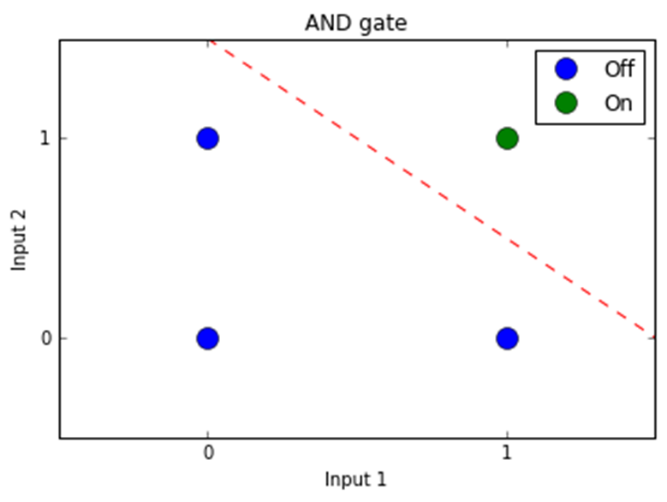 AND gate
Off
On
1
0
Input 2
0 1
Input 1